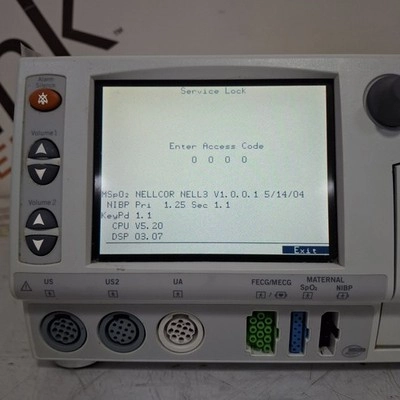 Service Lock
Alarm
Silence
Enter Access Code
0 0 0 0
Volume 1
MSpO2 NELLCOR NELL3 V1.0.0.1 5/14/04
NIBP Pri 1.25 Sec 1.1
KeyPd 1.1
CPU V5.20
DSP 03.07
Volume 2
Exit
US
US2
UA
FECG/MECG
MATERNAL
SpO2
NIBP